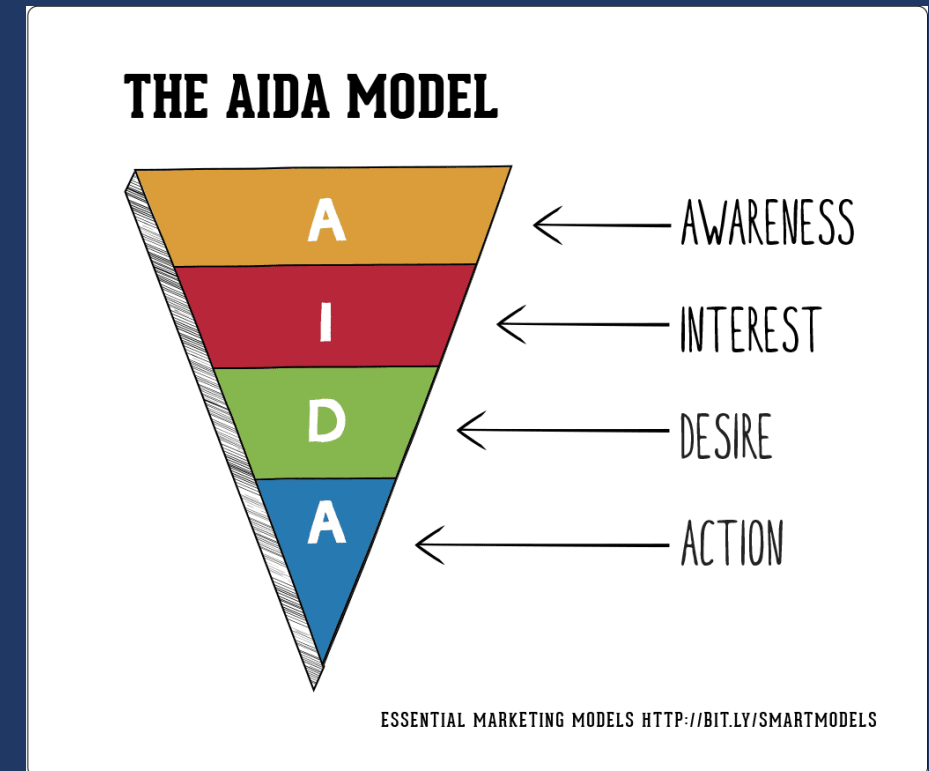 THE AIDA MODEL
A
AWARENESS
I
INTEREST
D
DESIRE
A
ACTION
ESSENTIAL MARKETING MODELS HTTP://BIT.LY/SMARTMODELS